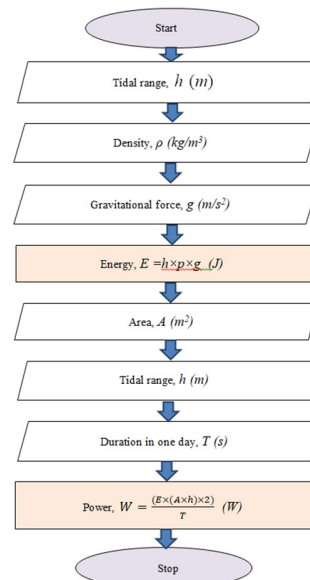 Start
Tidal range, h (m)
Density, ρ (kg/m³)
Gravitational force, g (m/s²)
Energy, E =h×p×g (J)
Area, A (m²)
Tidal range, h (m)
Duration in one day, T (s)
Power, W = (E×(A×h)×2)/T (W)
Stop